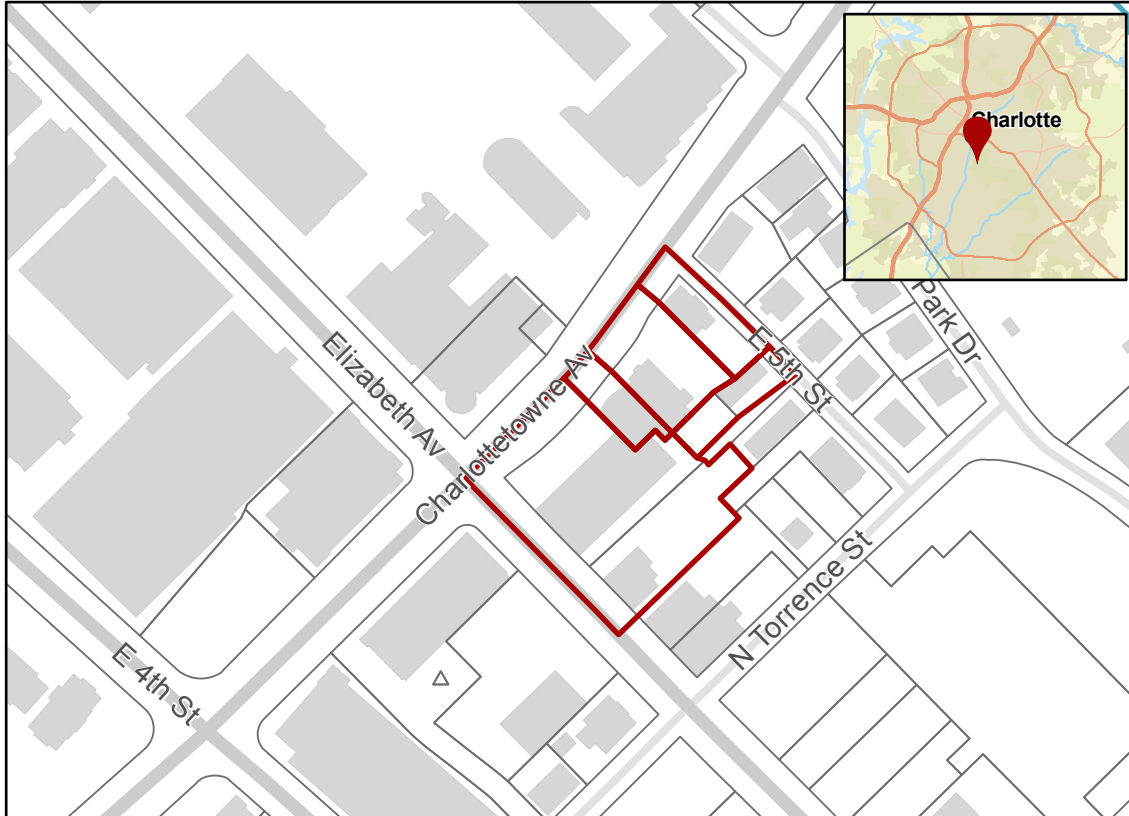 Charlotte
Park Dr
E 5th St
Elizabeth Av
Charlottetowne Av
N Torrence St
E 4th St